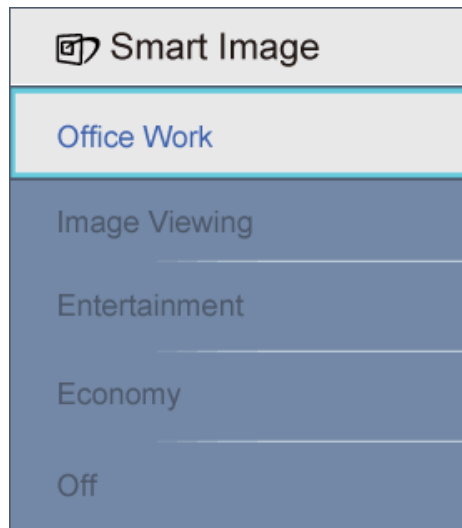 Smart Image
Office Work
Image Viewing
Entertainment
Economy
Off